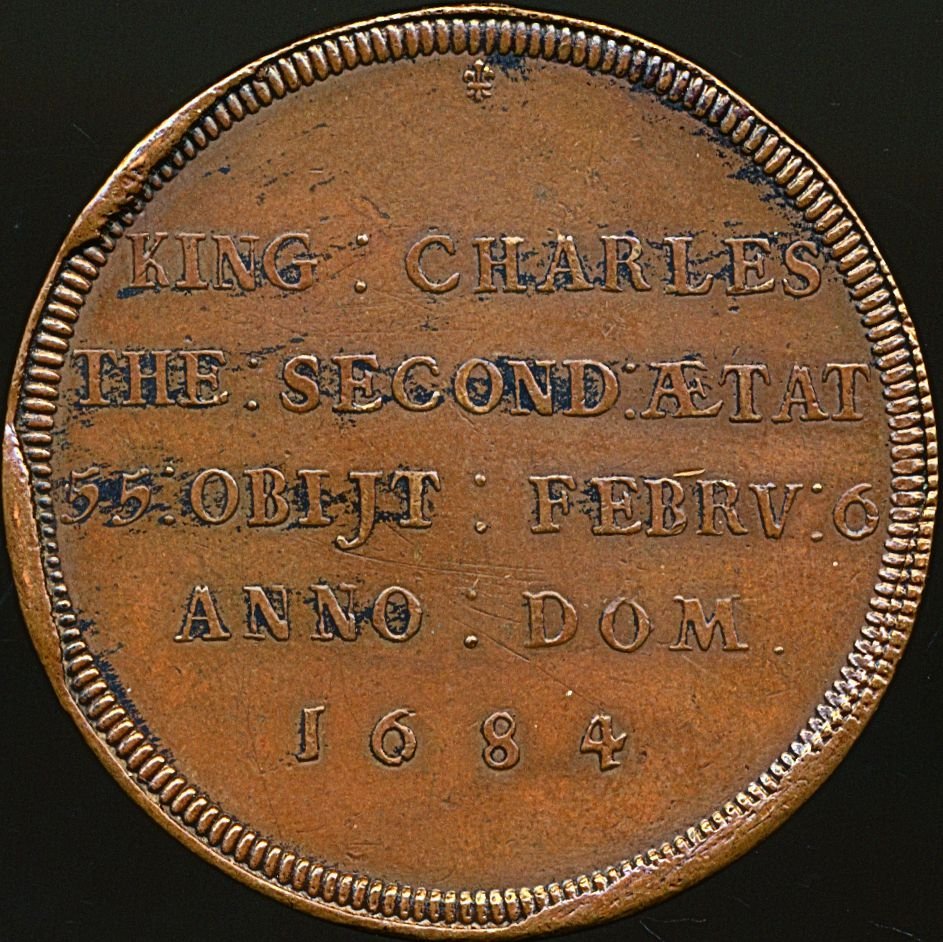 KING : CHARLES
THE : SECOND : ÆTAT
55 : OBIJT : FEBRV : 6
ANNO : DOM .
1684